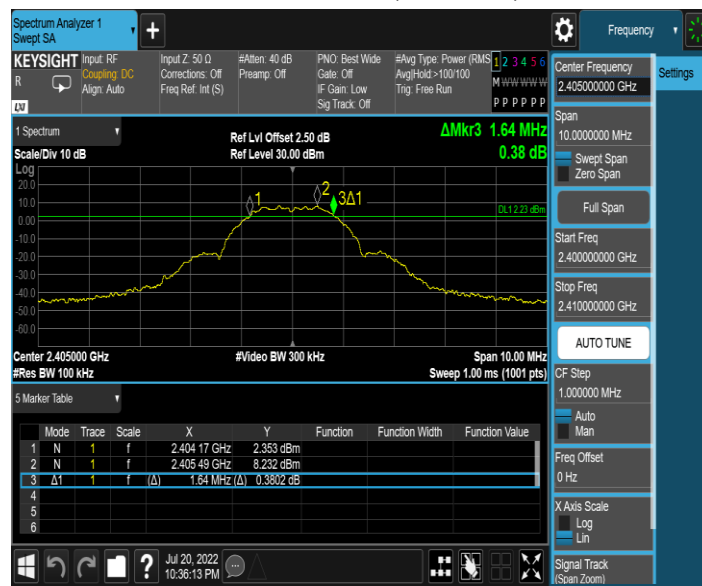 Spectrum Analyzer 1
Swept SA
+
Frequency
KEYSIGHT
R
LXI
Input: RF
Coupling: DC
Align: Auto
Input Z: 50 Ω
Corrections: Off
Freq Ref: Int (S)
#Atten: 40 dB
Preamp: Off
PNO: Best Wide
Gate: Off
IF Gain: Low
Sig Track: Off
#Avg Type: Power (RMS
Avg|Hold:>100/100
Trig: Free Run
1 2 3 4 5 6
M W W W W W
P P P P P P
Center Frequency
2.405000000 GHz
Settings
Span
10.0000000 MHz
Swept Span
Zero Span
Full Span
Start Freq
2.400000000 GHz
Stop Freq
2.410000000 GHz
AUTO TUNE
CF Step
1.000000 MHz
Auto
Man
Freq Offset
0 Hz
X Axis Scale
Log
Lin
Signal Track
(Span Zoom)
1 Spectrum
Scale/Div 10 dB
Ref Lvl Offset 2.50 dB
Ref Level 30.00 dBm
ΔMkr3 1.64 MHz
0.38 dB
Log
20.0
10.0
0.00
-10.0
-20.0
-30.0
-40.0
-50.0
-60.0
1
2
3Δ1
DL1 2.23 dBm
Center 2.405000 GHz
#Res BW 100 kHz
#Video BW 300 kHz
Span 10.00 MHz
Sweep 1.00 ms (1001 pts)
5 Marker Table
Mode Trace Scale X Y Function Function Width Function Value
1 N 1 f 2.404 17 GHz 2.353 dBm
2 N 1 f 2.405 49 GHz 8.232 dBm
3 Δ1 1 f (Δ) 1.64 MHz (Δ) 0.3802 dB
4
5
6
?
Jul 20, 2022
10:36:13 PM